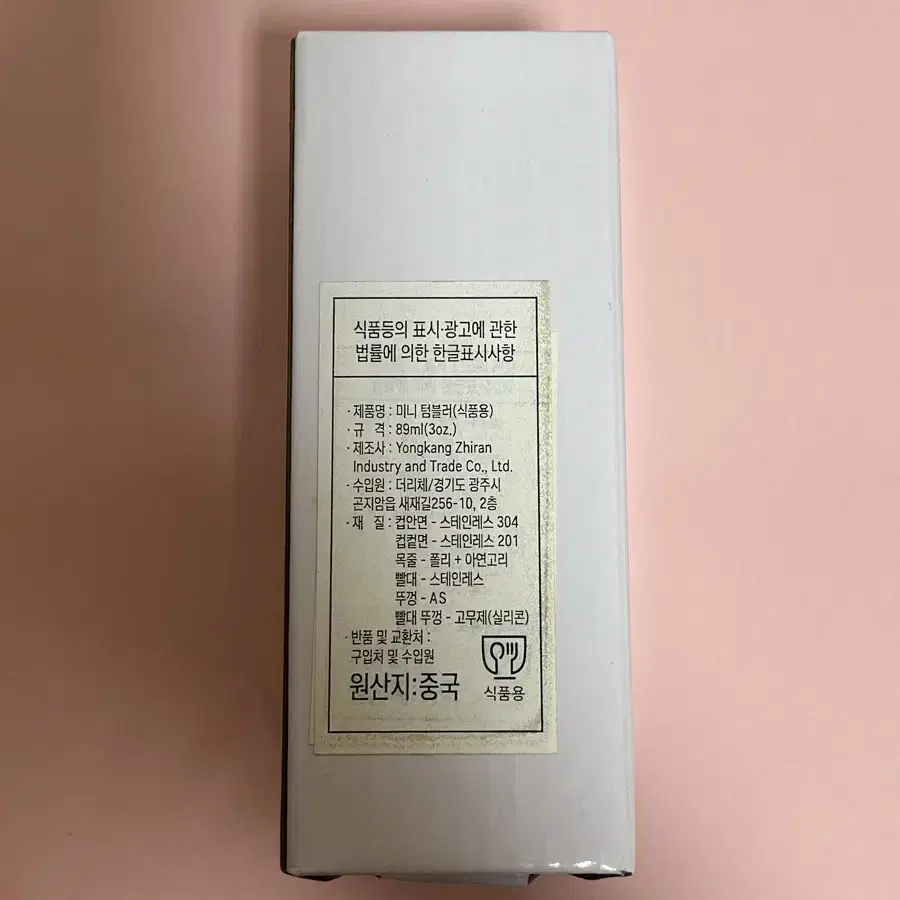 식품등의 표시·광고에 관한
법률에 의한 한글표시사항
· 제품명 : 미니 텀블러(식품용)
· 규 격 : 89ml(3oz.)
· 제조사 : Yongkang Zhiran
Industry and Trade Co., Ltd.
· 수입원 : 더리체/경기도 광주시
곤지암읍 새재길256-10, 2층
· 재 질 : 컵안면 - 스테인레스 304
컵컽면 - 스테인레스 201
목줄 - 폴리 + 아연고리
빨대 - 스테인레스
뚜껑 - AS
빨대 뚜껑 - 고무제(실리콘)
· 반품 및 교환처 :
구입처 및 수입원
원산지:중국
식품용